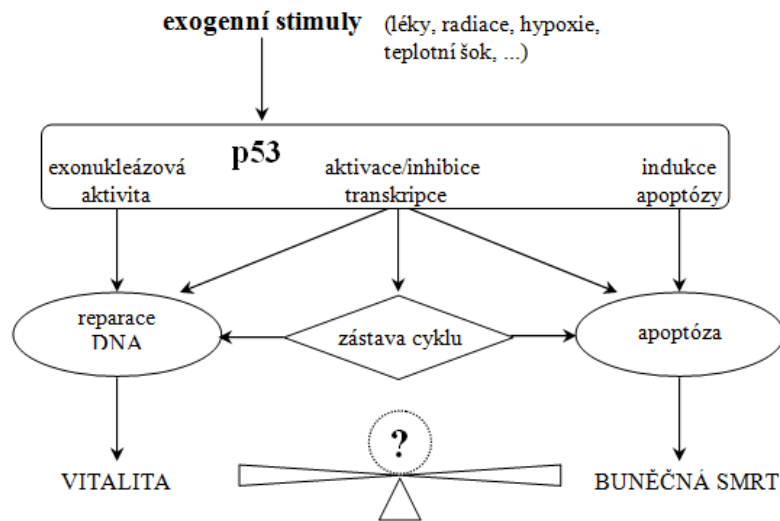 exogenní stimuly (léky, radiace, hypoxie,
teplotní šok, ...)
p53
exonukleázová
aktivita
aktivace/inhibice
transkripce
indukce
apoptózy
reparace
DNA
zástava cyklu
apoptóza
?
VITALITA
BUNĚČNÁ SMRT